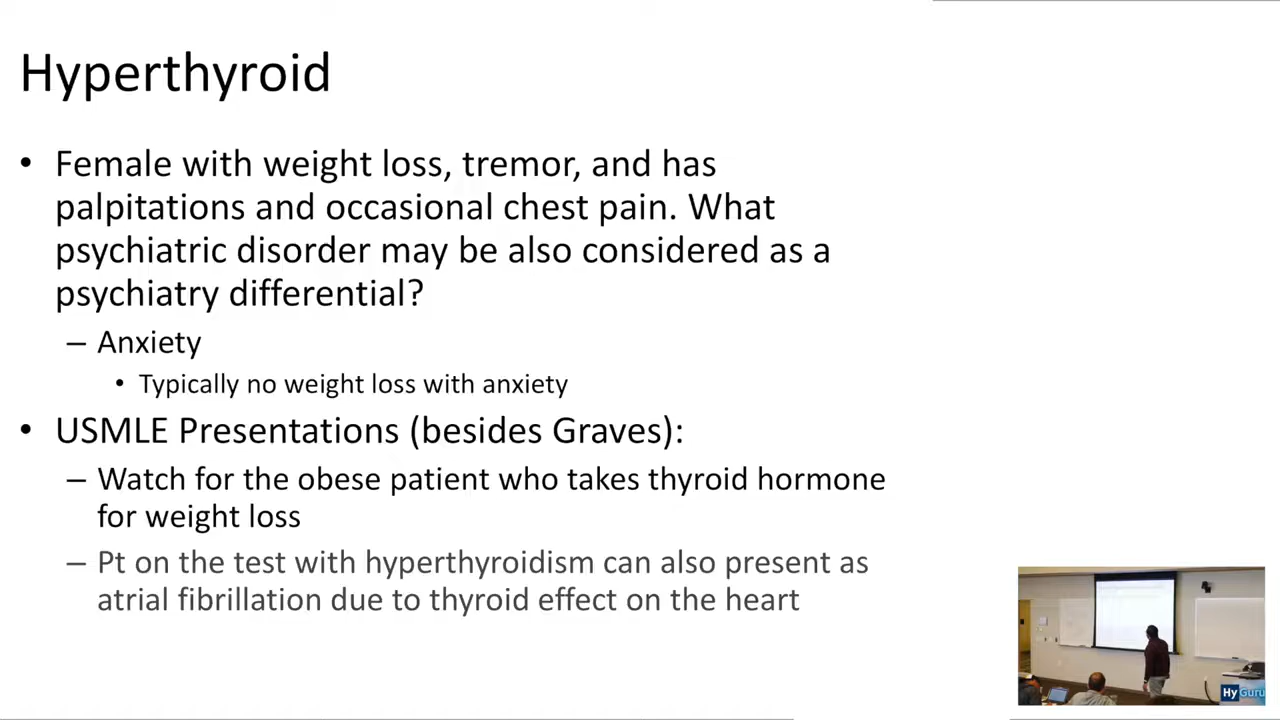 Hyperthyroid
• Female with weight loss, tremor, and has
palpitations and occasional chest pain. What
psychiatric disorder may be also considered as a
psychiatry differential?
– Anxiety
• Typically no weight loss with anxiety
• USMLE Presentations (besides Graves):
– Watch for the obese patient who takes thyroid hormone
for weight loss
– Pt on the test with hyperthyroidism can also present as
atrial fibrillation due to thyroid effect on the heart
HyGuru